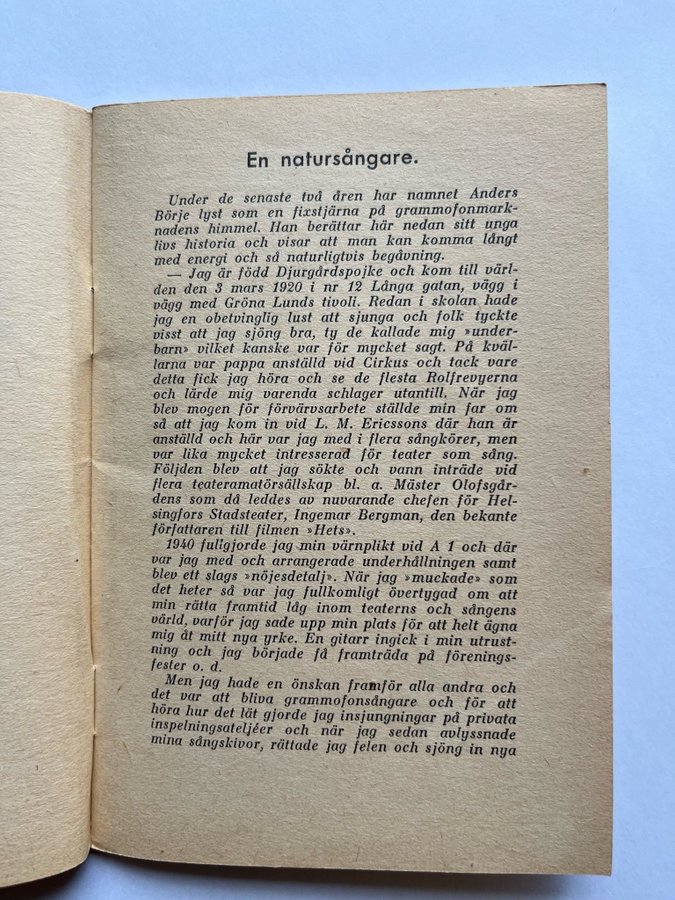 En natursångare.
Under de senaste två åren har namnet Anders
Börje lyst som en fixstjärna på grammofonmark-
nadens himmel. Han berättar här nedan sitt unga
livs historia och visar att man kan komma långt
med energi och så naturligtvis begåvning.
— Jag är född Djurgårdspojke och kom till värl-
den den 3 mars 1920 i nr 12 Långa gatan, vägg i
vägg med Gröna Lunds tivoli. Redan i skolan hade
jag en obetvinglig lust att sjunga och folk tyckte
visst att jag sjöng bra, ty de kallade mig »under-
barn» vilket kanske var för mycket sagt. På kväl-
larna var pappa anställd vid Cirkus och tack vare
detta fick jag höra och se de flesta Rolfrevyerna
och lärde mig varenda schlager utantill. När jag
blev mogen för förvärvsarbete ställde min far om
så att jag kom in vid L. M. Ericssons där han är
anställd och här var jag med i flera sångkörer, men
var lika mycket intresserad för teater som sång.
Följden blev att jag sökte och vann inträde vid
flera teateramatörsällskap bl. a. Mäster Olofsgår-
dens som då leddes av nuvarande chefen för Hel-
singfors Stadsteater, Ingemar Bergman, den bekante
författaren till filmen »Hets».
1940 fullgjorde jag min värnplikt vid A 1 och där
var jag med och arrangerade underhållningen samt
blev ett slags »nöjesdetalj». När jag »muckade» som
det heter så var jag fullkomligt övertygad om att
min rätta framtid låg inom teaterns och sångens
värld, varför jag sade upp min plats för att helt ägna
mig åt mitt nya yrke. En gitarr ingick i min utrust-
ning och jag började få framträda på förenings-
fester o. d.
Men jag hade en önskan framför alla andra och
det var att bliva grammofonsångare och för att
höra hur det lät gjorde jag insjungningar på privata
inspelningsateljéer och när jag sedan avlyssnade
mina sångskivor, rättade jag felen och sjöng in nya